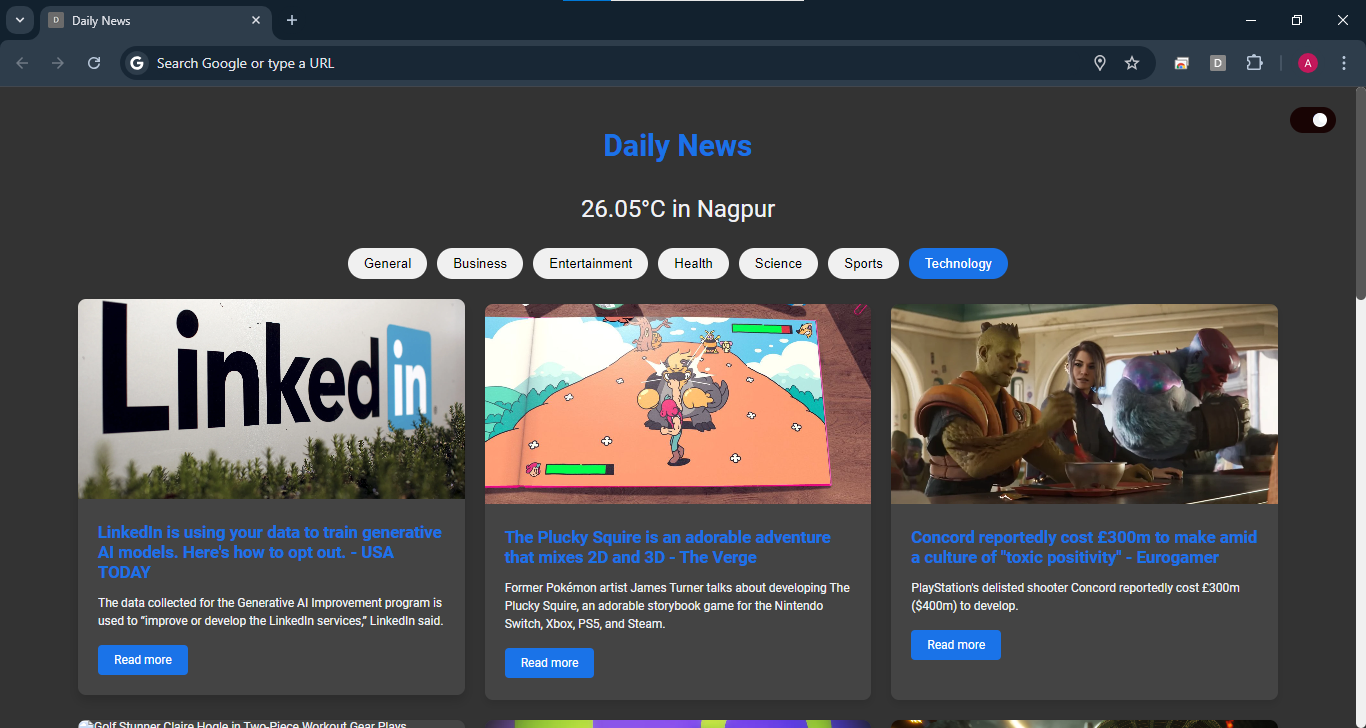 D Daily News
Search Google or type a URL
D
A
Daily News
26.05°C in Nagpur
General Business Entertainment Health Science Sports Technology
Linked in
LinkedIn is using your data to train generative
AI models. Here's how to opt out. - USA
TODAY
The data collected for the Generative AI Improvement program is
used to “improve or develop the LinkedIn services,” LinkedIn said.
Read more
The Plucky Squire is an adorable adventure
that mixes 2D and 3D - The Verge
Former Pokémon artist James Turner talks about developing The
Plucky Squire, an adorable storybook game for the Nintendo
Switch, Xbox, PS5, and Steam.
Read more
Concord reportedly cost £300m to make amid
a culture of "toxic positivity" - Eurogamer
PlayStation's delisted shooter Concord reportedly cost £300m
($400m) to develop.
Read more
Golf Stunner Claire Hogle in Two-Piece Workout Gear Plays